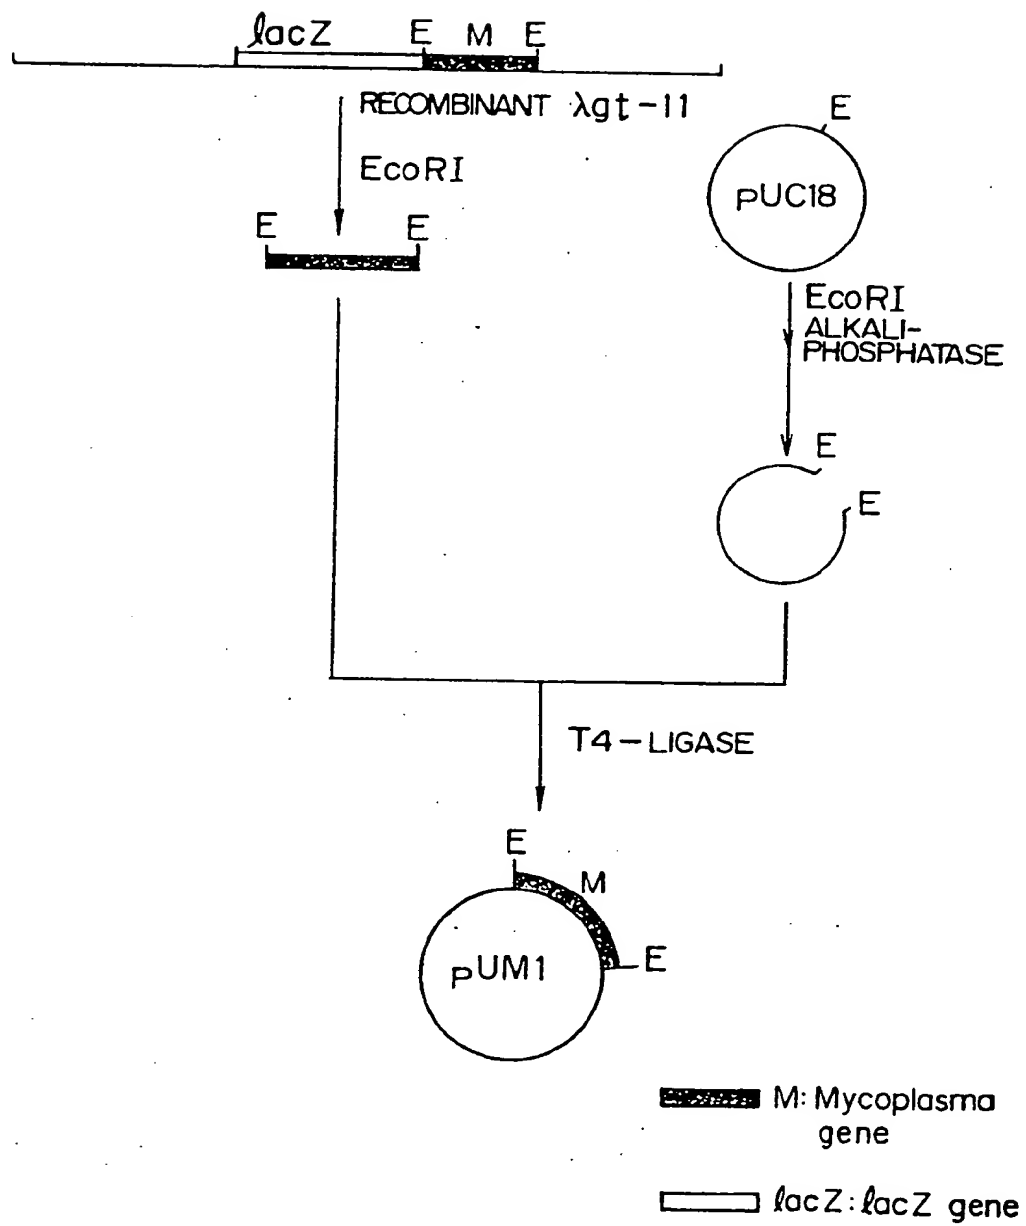 lacZ E M E
RECOMBINANT λgt-11
EcoRI
E E
E
pUC18
EcoRI
ALKALI-
PHOSPHATASE
E
E
T4-LIGASE
E
M
E
pUM1
M: Mycoplasma
gene
lacZ: lacZ gene